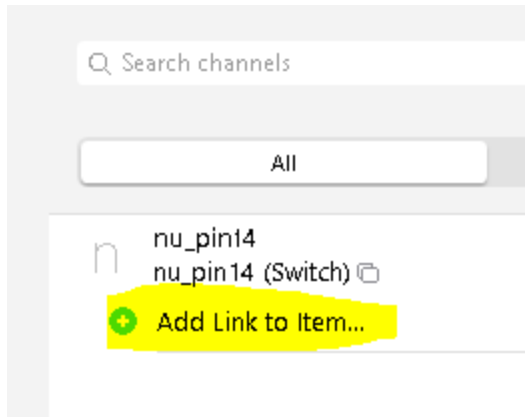 Search channels
All
n
nu_pin14
nu_pin14 (Switch)
Add Link to Item...